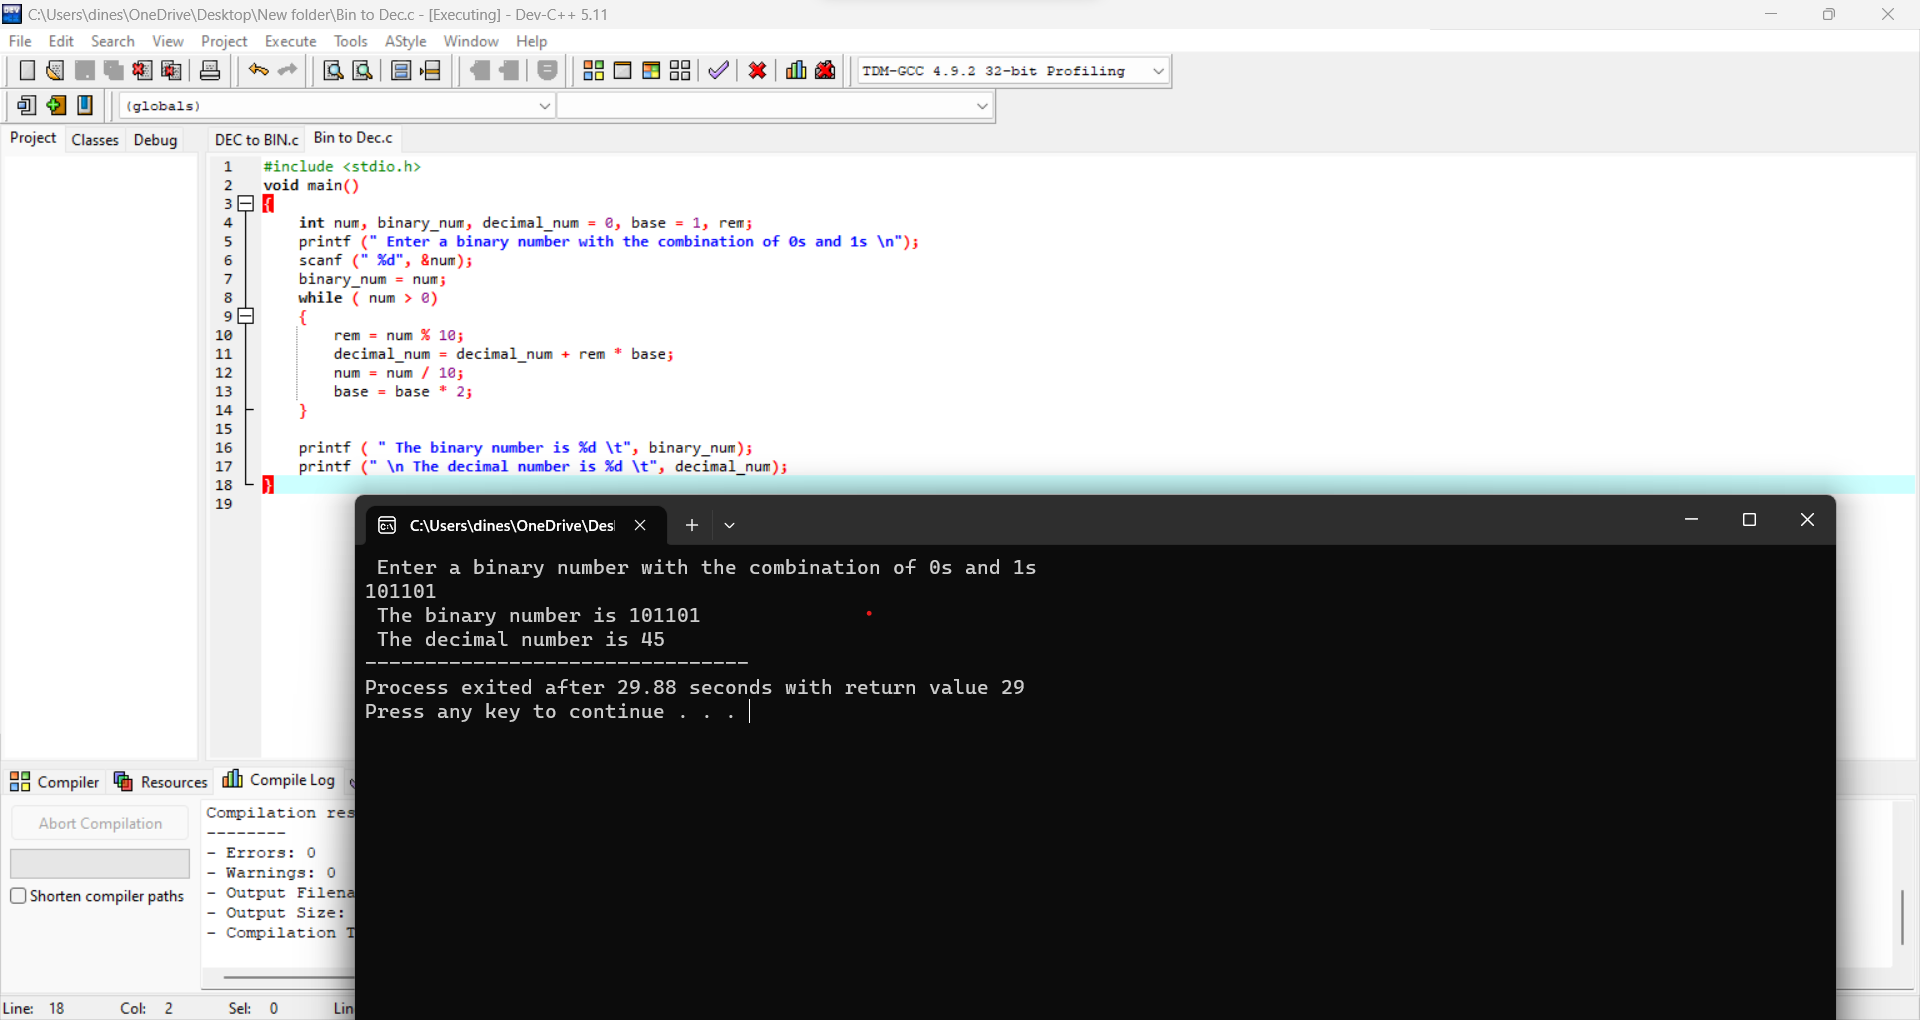 C:\Users\dines\OneDrive\Desktop\New folder\Bin to Dec.c - [Executing] - Dev-C++ 5.11
File Edit Search View Project Execute Tools AStyle Window Help
TDM-GCC 4.9.2 32-bit Profiling
(globals)
Project Classes Debug DEC to BIN.c Bin to Dec.c
1 #include <stdio.h>
2 void main()
3 {
4 int num, binary_num, decimal_num = 0, base = 1, rem;
5 printf (" Enter a binary number with the combination of 0s and 1s \n");
6 scanf (" %d", &num);
7 binary_num = num;
8 while ( num > 0)
9 {
10 rem = num % 10;
11 decimal_num = decimal_num + rem * base;
12 num = num / 10;
13 base = base * 2;
14 }
15
16 printf ( " The binary number is %d \t", binary_num);
17 printf (" \n The decimal number is %d \t", decimal_num);
18 }
19
C:\Users\dines\OneDrive\Des
Enter a binary number with the combination of 0s and 1s
101101
The binary number is 101101
The decimal number is 45
--------------------------------
Process exited after 29.88 seconds with return value 29
Press any key to continue . . .
Compiler Resources Compile Log
Abort Compilation
Shorten compiler paths
Compilation res
--------
- Errors: 0
- Warnings: 0
- Output Filena
- Output Size:
- Compilation T
Line: 18 Col: 2 Sel: 0 Lin